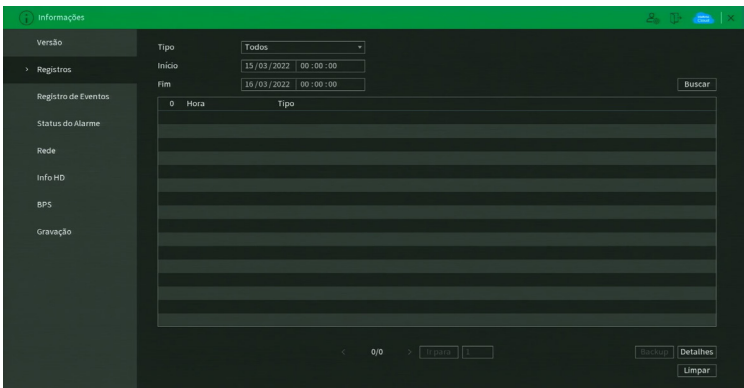 Informações
Versão
Registros
Registro de Eventos
Status do Alarme
Rede
Info HD
BPS
Gravação
Tipo Todos
Início 15/03/2022 00:00:00
Fim 16/03/2022 00:00:00
Buscar
0 Hora Tipo
0/0 Ir para 1
Backup Detalhes
Limpar